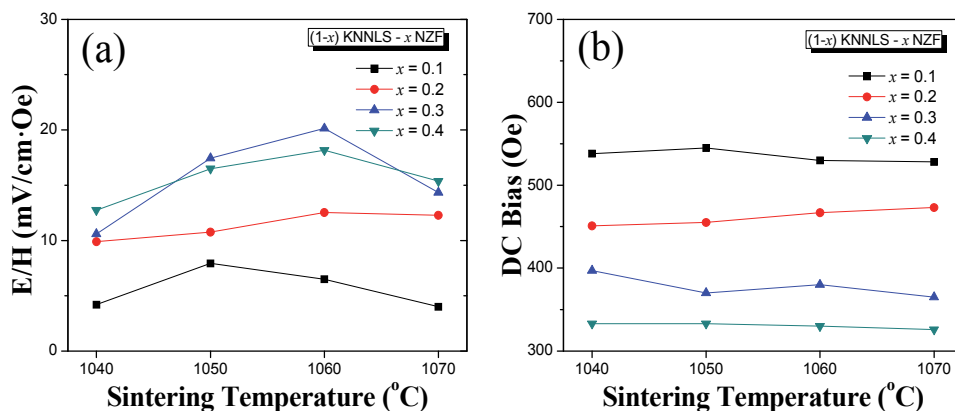 (a)
(1-x) KNNLS - x NZF
x = 0.1
x = 0.2
x = 0.3
x = 0.4
E/H (mV/cm·Oe)
30
20
10
0
1040 1050 1060 1070
Sintering Temperature (°C)
(b)
(1-x) KNNLS - x NZF
x = 0.1
x = 0.2
x = 0.3
x = 0.4
DC Bias (Oe)
700
600
500
400
300
1040 1050 1060 1070
Sintering Temperature (°C)